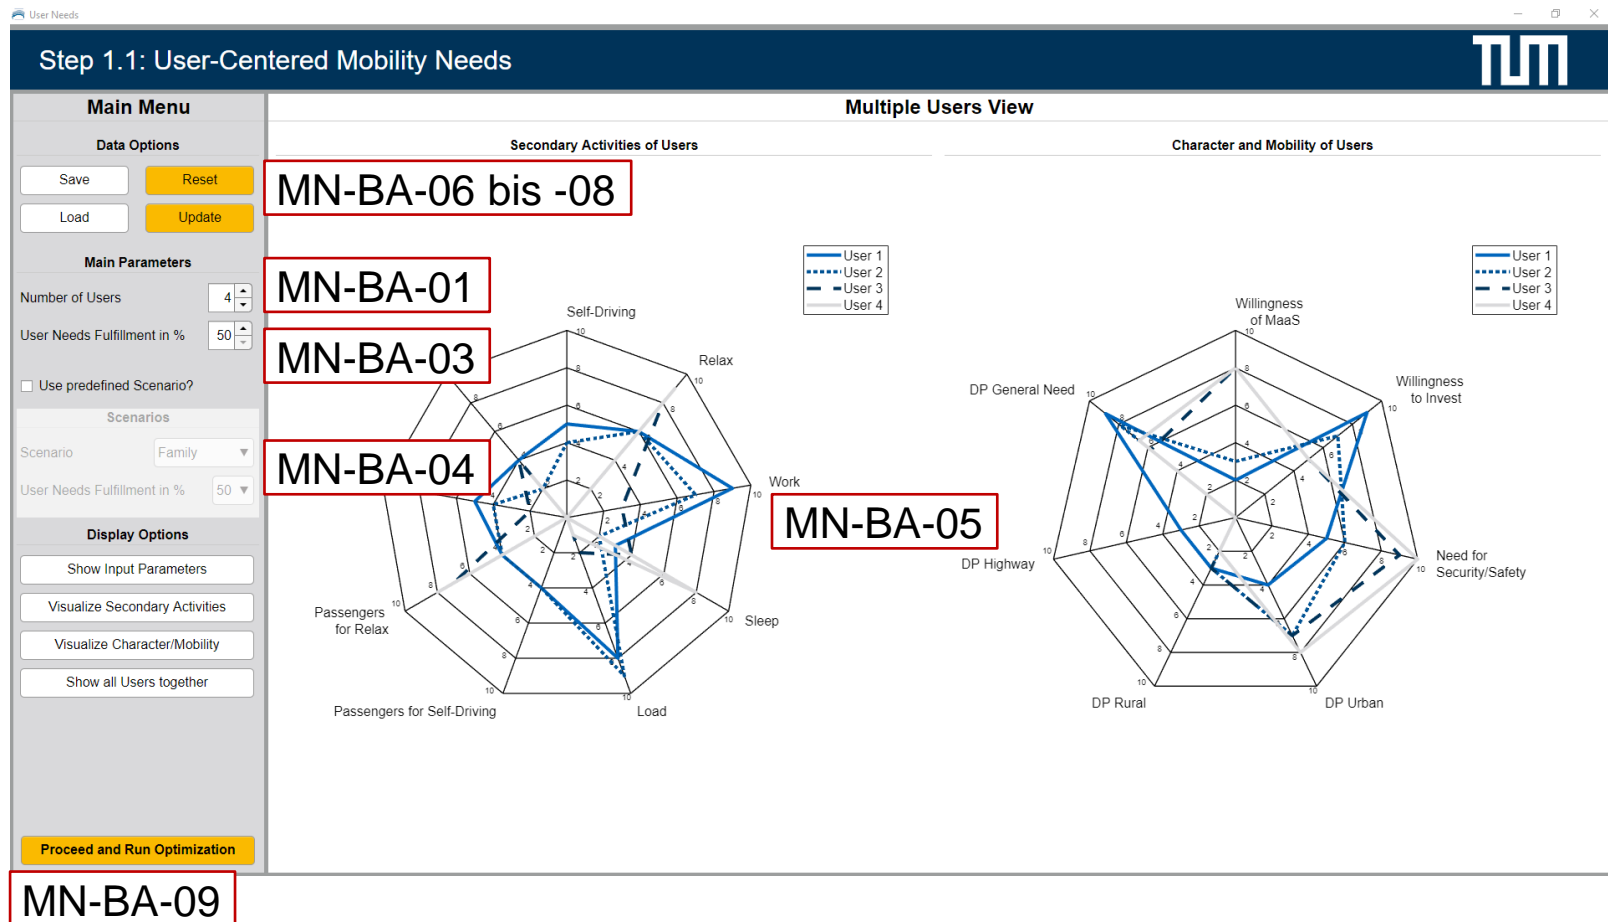 User Needs
Step 1.1: User-Centered Mobility Needs
TUM
Main Menu
Data Options
Save
Reset
Load
Update
MN-BA-06 bis -08
Main Parameters
Number of Users
4
MN-BA-01
User Needs Fulfillment in %
50
MN-BA-03
Use predefined Scenario?
Scenarios
Scenario
Family
User Needs Fulfillment in %
50
MN-BA-04
Display Options
Show Input Parameters
Visualize Secondary Activities
Visualize Character/Mobility
Show all Users together
Proceed and Run Optimization
MN-BA-09
Multiple Users View
Secondary Activities of Users
User 1
User 2
User 3
User 4
Self-Driving
Relax
Work
MN-BA-05
Sleep
Load
Passengers for Self-Driving
Passengers
for Relax
Character and Mobility of Users
User 1
User 2
User 3
User 4
Willingness
of MaaS
Willingness
to Invest
Need for
Security/Safety
DP Urban
DP Rural
DP Highway
DP General Need